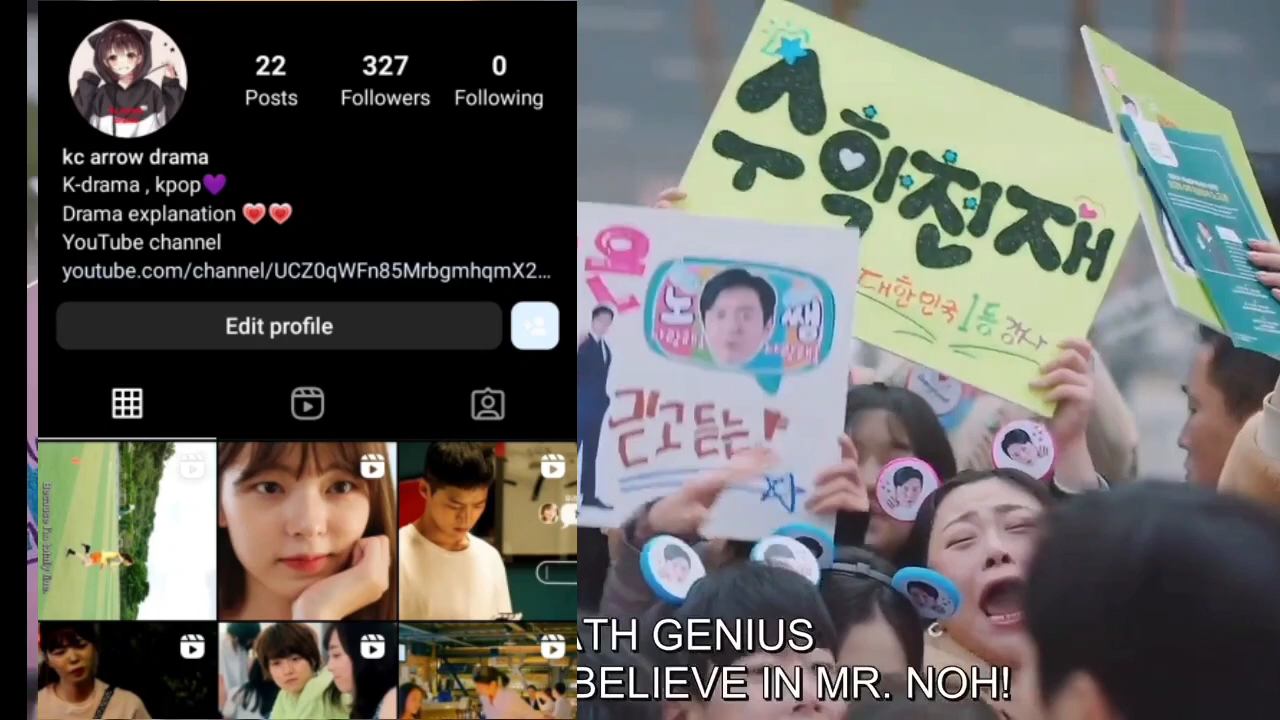 22
327
0
Posts
Followers
Following
kc arrow drama
K-drama , kpop💜
Drama explanation 💗💗
YouTube channel
youtube.com/channel/UCZ0qWFn85MrbgmhqmX2...
Edit profile
수학천재
대한민국 1등 강사
노
쌤
믿고 듣는
ATH GENIUS
BELIEVE IN MR. NOH!